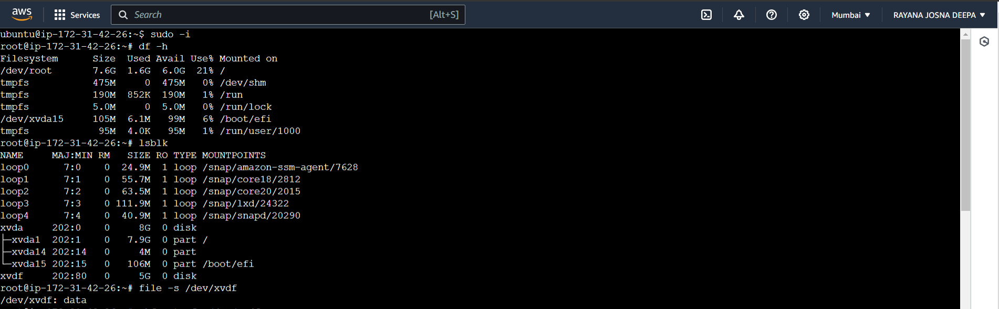 aws Services Search [Alt+S] Mumbai ▼ RAYANA JOSNA DEEPA ▼
ubuntu@ip-172-31-42-26:~$ sudo -i
root@ip-172-31-42-26:~# df -h
Filesystem      Size  Used Avail Use% Mounted on
/dev/root       7.6G  1.6G  6.0G  21% /
tmpfs           475M     0  475M   0% /dev/shm
tmpfs           190M  852K  190M   1% /run
tmpfs           5.0M     0  5.0M   0% /run/lock
/dev/xvda15     105M  6.1M   99M   6% /boot/efi
tmpfs            95M  4.0K   95M   1% /run/user/1000
root@ip-172-31-42-26:~# lsblk
NAME     MAJ:MIN RM   SIZE RO TYPE MOUNTPOINTS
loop0      7:0    0  24.9M  1 loop /snap/amazon-ssm-agent/7628
loop1      7:1    0  55.7M  1 loop /snap/core18/2812
loop2      7:2    0  63.5M  1 loop /snap/core20/2015
loop3      7:3    0 111.9M  1 loop /snap/lxd/24322
loop4      7:4    0  40.9M  1 loop /snap/snapd/20290
xvda     202:0    0     8G  0 disk
├─xvda1  202:1    0   7.9G  0 part /
├─xvda14 202:14   0     4M  0 part
└─xvda15 202:15   0   106M  0 part /boot/efi
xvdf     202:80   0     5G  0 disk
root@ip-172-31-42-26:~# file -s /dev/xvdf
/dev/xvdf: data